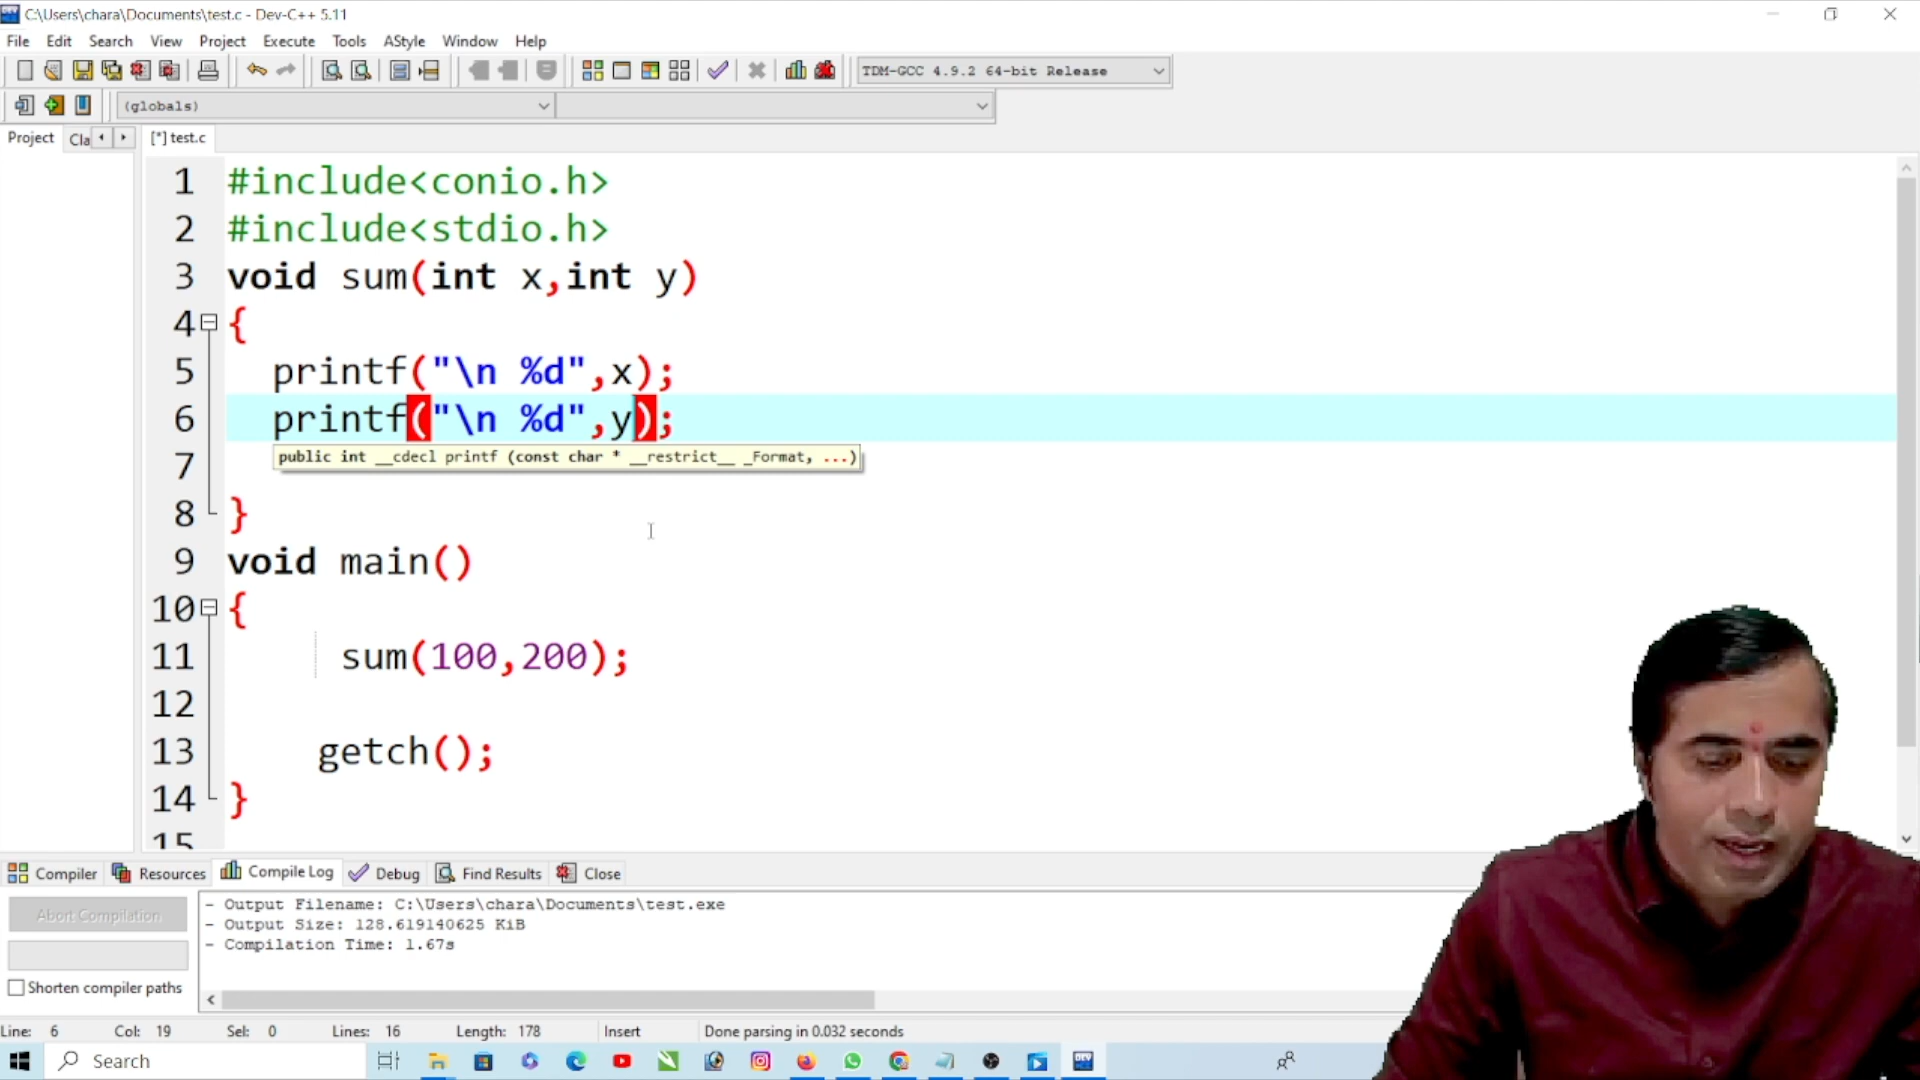 C:\Users\chara\Documents\test.c - Dev-C++ 5.11
File Edit Search View Project Execute Tools AStyle Window Help
TDM-GCC 4.9.2 64-bit Release
(globals)
Project Cla [*] test.c
1 #include<conio.h>
2 #include<stdio.h>
3 void sum(int x,int y)
4 {
5 printf("\n %d",x);
6 printf("\n %d",y);
public int __cdecl printf (const char * __restrict__ _Format, ...)
7
8 }
9 void main()
10 {
11 sum(100,200);
12
13 getch();
14 }
15
Compiler Resources Compile Log Debug Find Results Close
Abort Compilation
- Output Filename: C:\Users\chara\Documents\test.exe
- Output Size: 128.619140625 KiB
- Compilation Time: 1.67s
Shorten compiler paths
Line: 6 Col: 19 Sel: 0 Lines: 16 Length: 178 Insert Done parsing in 0.032 seconds
Search
DEV